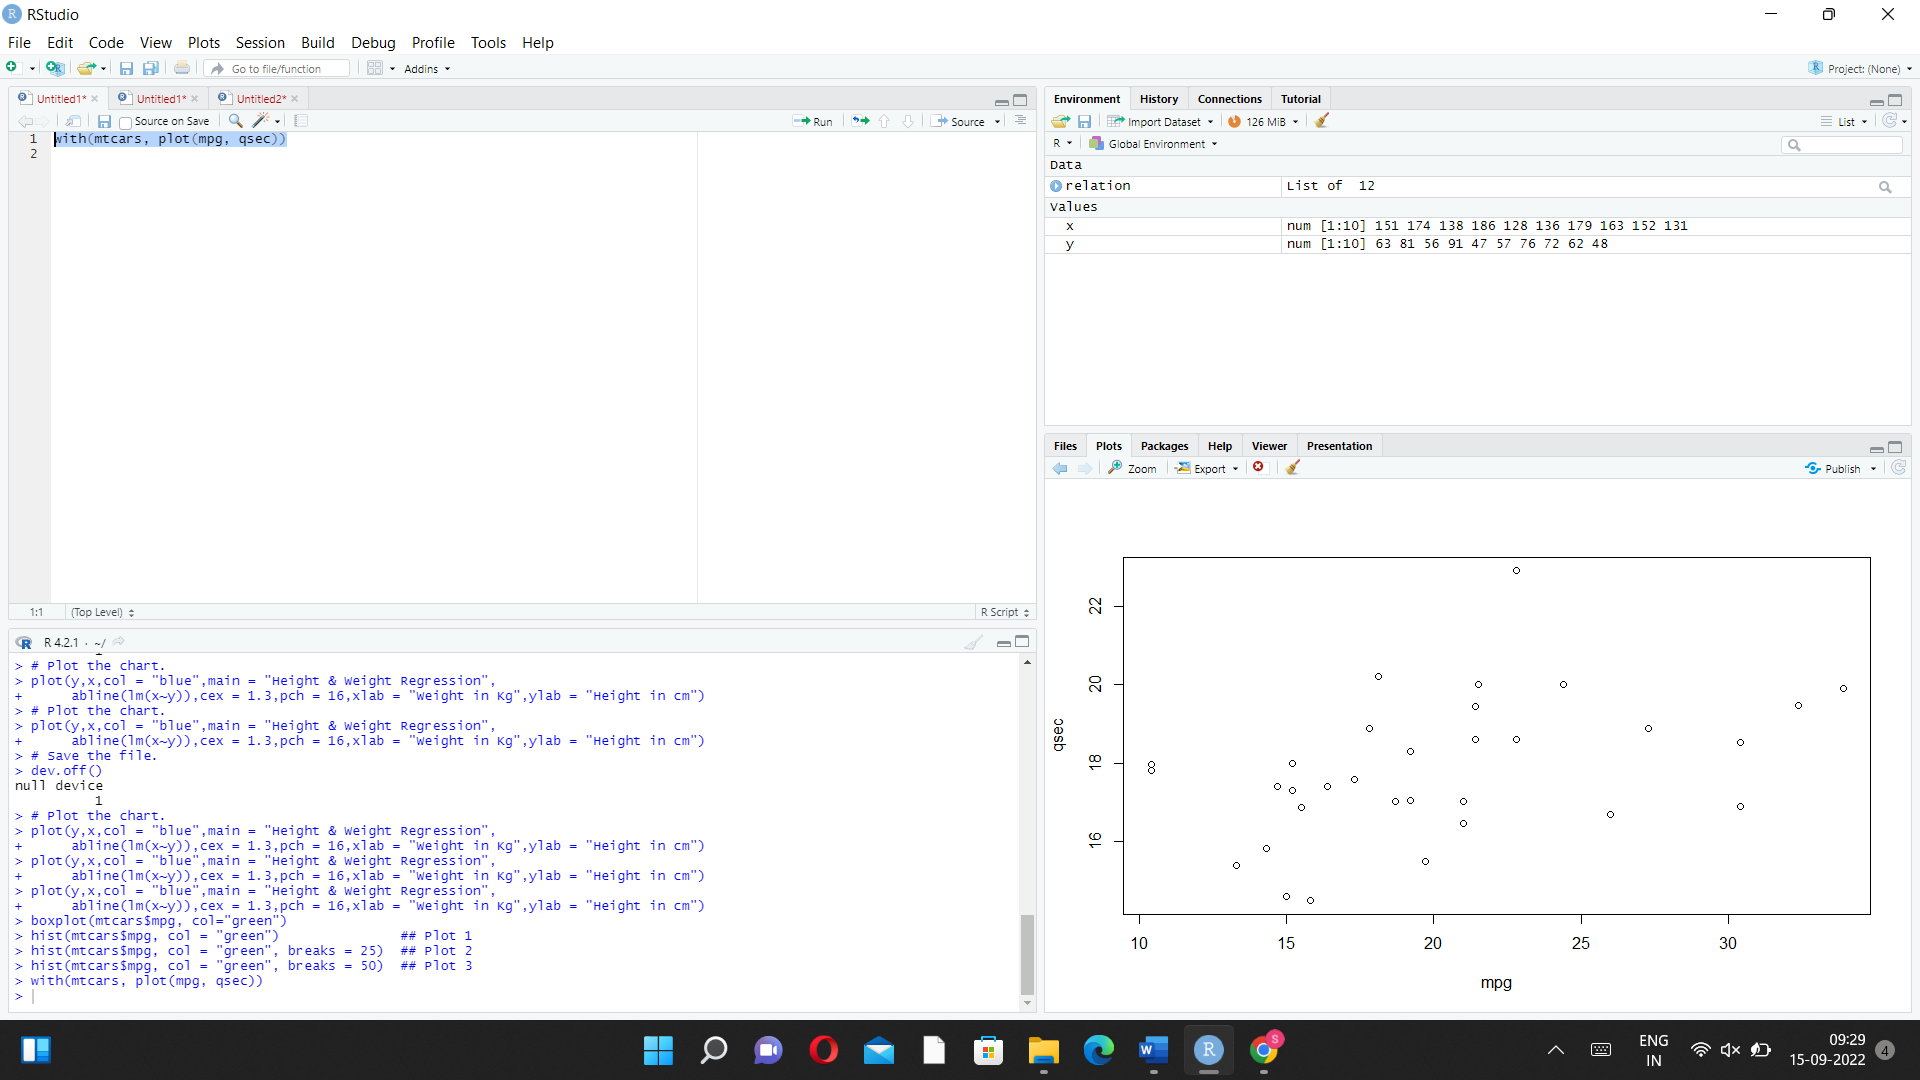 RStudio
File Edit Code View Plots Session Build Debug Profile Tools Help
Go to file/function Addins Project: (None)
Untitled1* Untitled1* Untitled2*
Source on Save Run Source
1 with(mtcars, plot(mpg, qsec))
2
1:1 (Top Level) R Script
R 4.2.1 · ~/
1
> # Plot the chart.
> plot(y,x,col = "blue",main = "Height & Weight Regression",
+      abline(lm(x~y)),cex = 1.3,pch = 16,xlab = "Weight in Kg",ylab = "Height in cm")
> # Plot the chart.
> plot(y,x,col = "blue",main = "Height & Weight Regression",
+      abline(lm(x~y)),cex = 1.3,pch = 16,xlab = "Weight in Kg",ylab = "Height in cm")
> # Save the file.
> dev.off()
null device
          1
> # Plot the chart.
> plot(y,x,col = "blue",main = "Height & Weight Regression",
+      abline(lm(x~y)),cex = 1.3,pch = 16,xlab = "Weight in Kg",ylab = "Height in cm")
> plot(y,x,col = "blue",main = "Height & Weight Regression",
+      abline(lm(x~y)),cex = 1.3,pch = 16,xlab = "Weight in Kg",ylab = "Height in cm")
> plot(y,x,col = "blue",main = "Height & Weight Regression",
+      abline(lm(x~y)),cex = 1.3,pch = 16,xlab = "Weight in Kg",ylab = "Height in cm")
> boxplot(mtcars$mpg, col="green")
> hist(mtcars$mpg, col = "green")               ## Plot 1
> hist(mtcars$mpg, col = "green", breaks = 25)  ## Plot 2
> hist(mtcars$mpg, col = "green", breaks = 50)  ## Plot 3
> with(mtcars, plot(mpg, qsec))
>
Environment History Connections Tutorial
Import Dataset 126 MiB List
R Global Environment
Data
relation List of 12
Values
x num [1:10] 151 174 138 186 128 136 179 163 152 131
y num [1:10] 63 81 56 91 47 57 76 72 62 48
Files Plots Packages Help Viewer Presentation
Zoom Export Publish
22
20
18
16
qsec
10 15 20 25 30
mpg
ENG
IN
09:29
15-09-2022
4